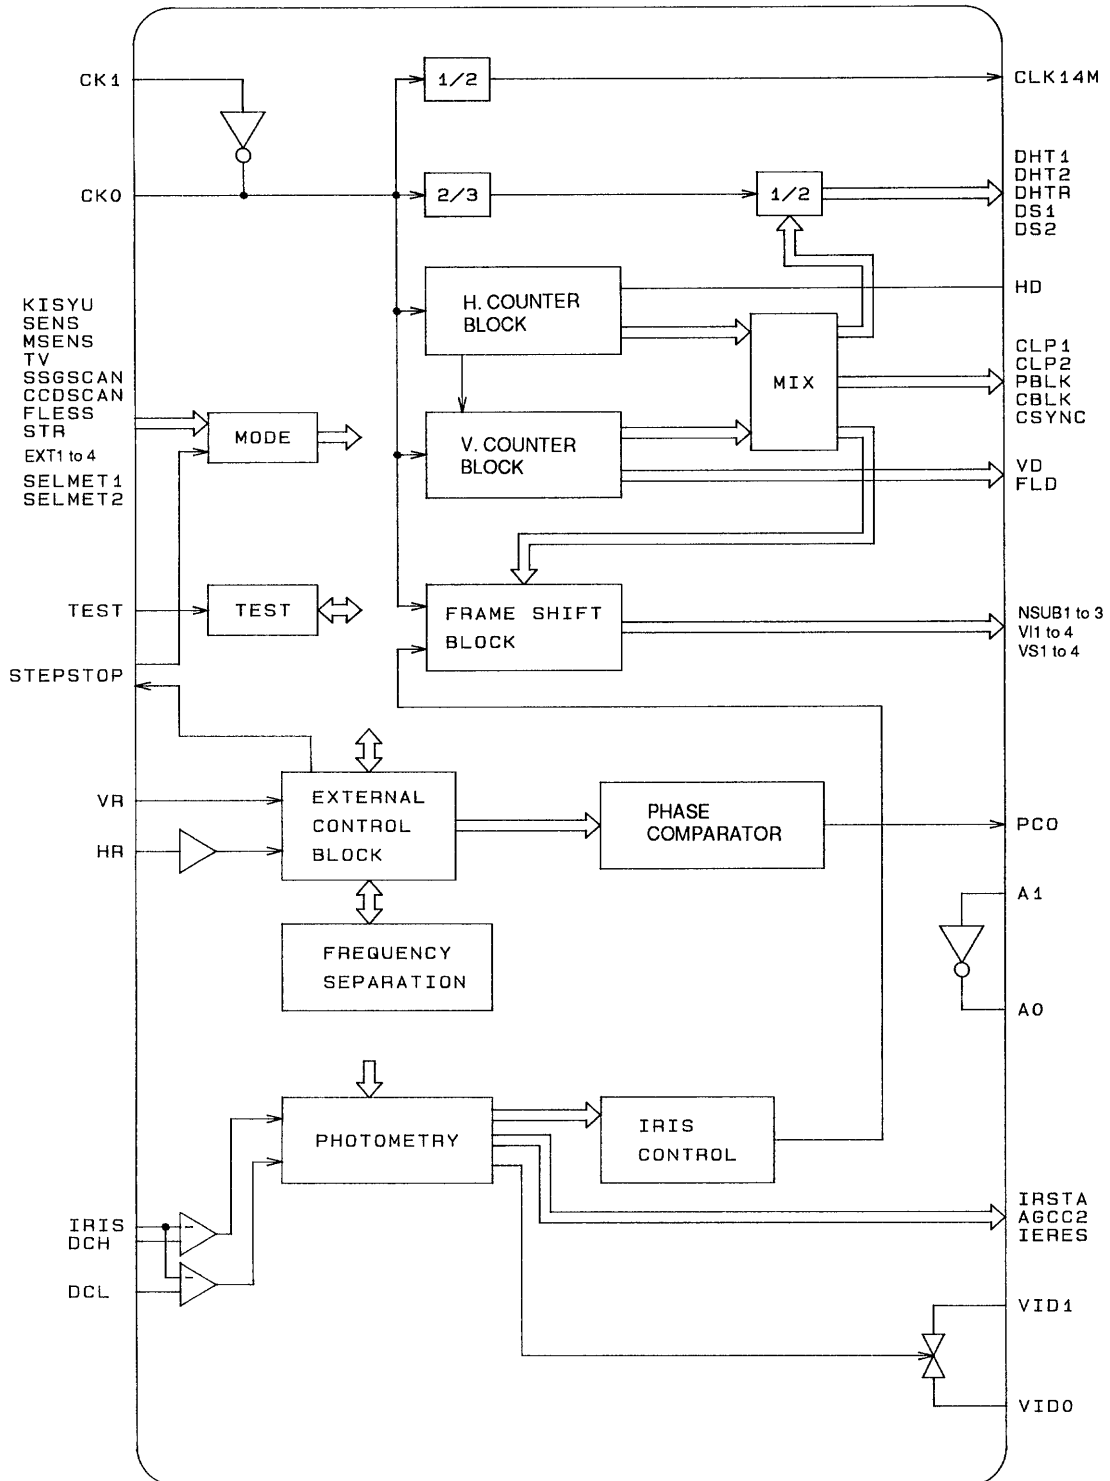 CK1
1/2
CLK14M
DHT1
DHT2
DHTR
DS1
DS2
CK0
2/3
1/2
H. COUNTER
BLOCK
HD
KISYU
SENS
MSENS
TV
SSGSCAN
CCDSCAN
FLESS
STR
EXT1 to 4
SELMET1
SELMET2
MODE
MIX
CLP1
CLP2
PBLK
CBLK
CSYNC
V. COUNTER
BLOCK
VD
FLD
TEST
TEST
FRAME SHIFT
BLOCK
NSUB1 to 3
VI1 to 4
VS1 to 4
STEPSTOP
VR
HR
EXTERNAL
CONTROL
BLOCK
PHASE
COMPARATOR
PCO
A1
FREQUENCY
SEPARATION
A0
PHOTOMETRY
IRIS
CONTROL
IRIS
DCH
DCL
-
-
IRSTA
AGCC2
IERES
VID1
VID0